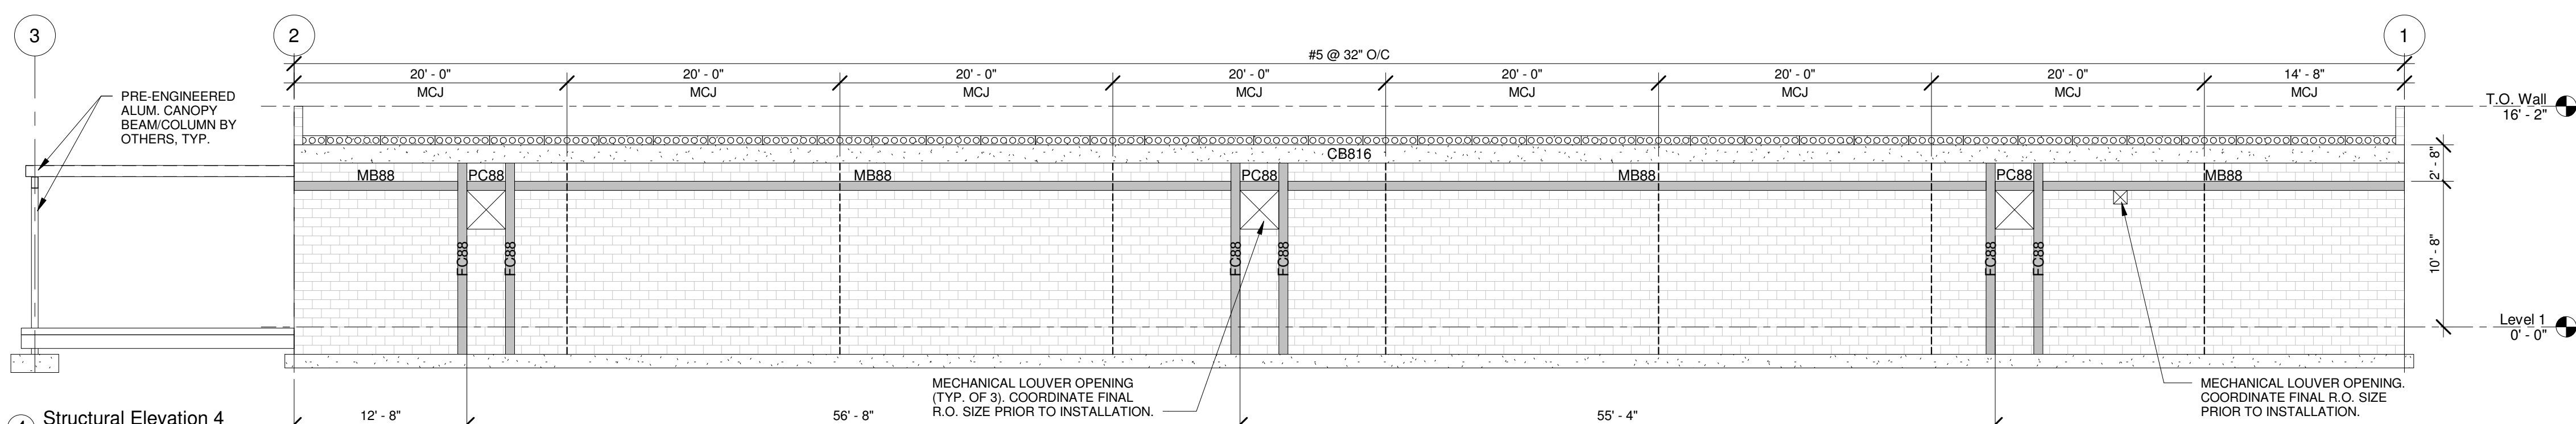 3
2
1
#5 @ 32" O/C
20' - 0"
20' - 0"
20' - 0"
20' - 0"
20' - 0"
20' - 0"
20' - 0"
14' - 8"
MCJ
MCJ
MCJ
MCJ
MCJ
MCJ
MCJ
MCJ
PRE-ENGINEERED
ALUM. CANOPY
BEAM/COLUMN BY
OTHERS, TYP.
T.O. Wall
16' - 2"
CB816
2' - 8"
MB88
PC88
MB88
PC88
MB88
PC88
MB88
FC88
FC88
FC88
FC88
FC88
FC88
10' - 8"
Level 1
0' - 0"
MECHANICAL LOUVER OPENING
(TYP. OF 3). COORDINATE FINAL
R.O. SIZE PRIOR TO INSTALLATION.
MECHANICAL LOUVER OPENING.
COORDINATE FINAL R.O. SIZE
PRIOR TO INSTALLATION.
Structural Elevation 4
12' - 8"
56' - 8"
55' - 4"